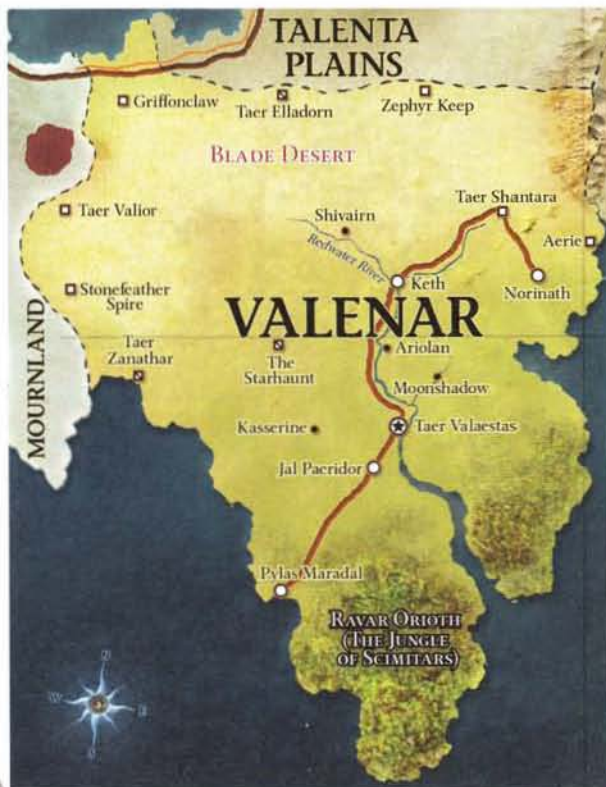 TALENTA
PLAINS
Griffonclaw
Taer Elladorn
Zephyr Keep
BLADE DESERT
Taer Valior
Shivairn
Taer Shantara
Redwater River
Aerie
Stonefeather
Spire
Keth
Norinath
VALENAR
MOURNLAND
Taer
Zanathar
The
Starhaunt
Ariolan
Moonshadow
Kasserine
Taer Valaestas
Jal Paeridor
Pylas Maradal
RAVAR ORIOTH
(THE JUNGLE
OF SCIMITARS)
N
W
E
S